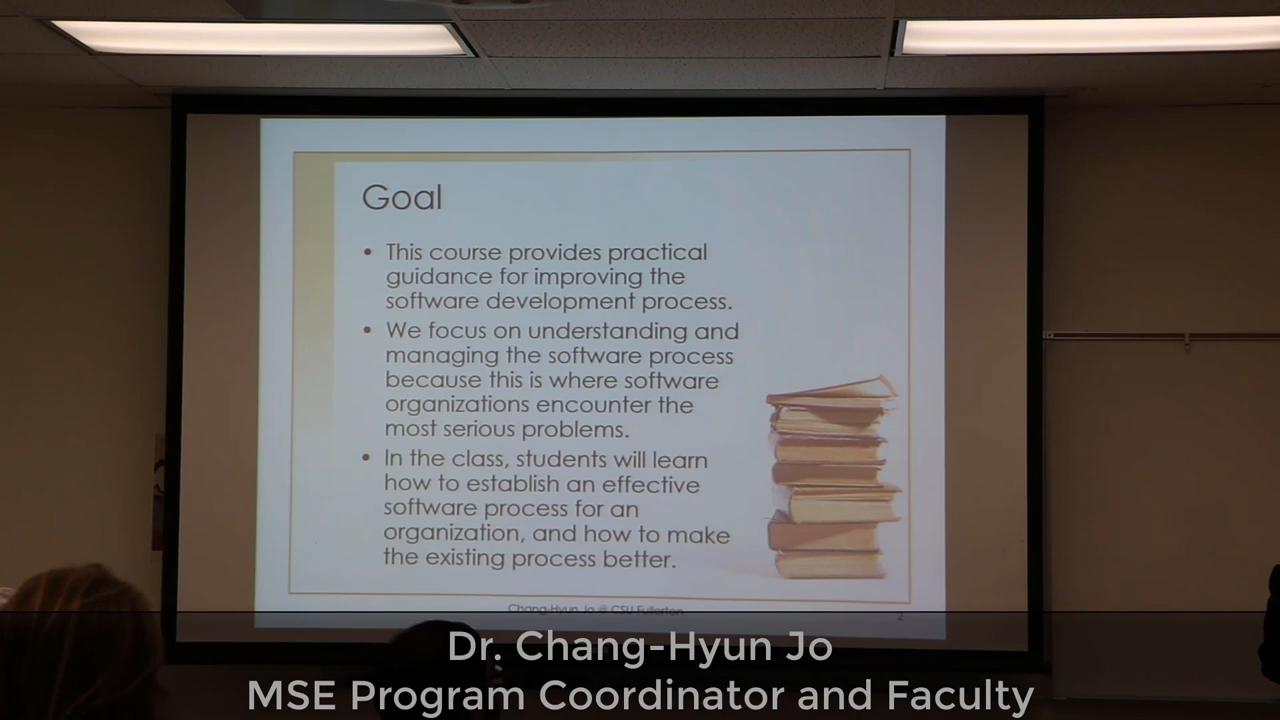 Goal
• This course provides practical
guidance for improving the
software development process.
• We focus on understanding and
managing the software process
because this is where software
organizations encounter the
most serious problems.
• In the class, students will learn
how to establish an effective
software process for an
organization, and how to make
the existing process better.
Chang-Hyun Jo @ CSU Fullerton
2
Dr. Chang-Hyun Jo
MSE Program Coordinator and Faculty